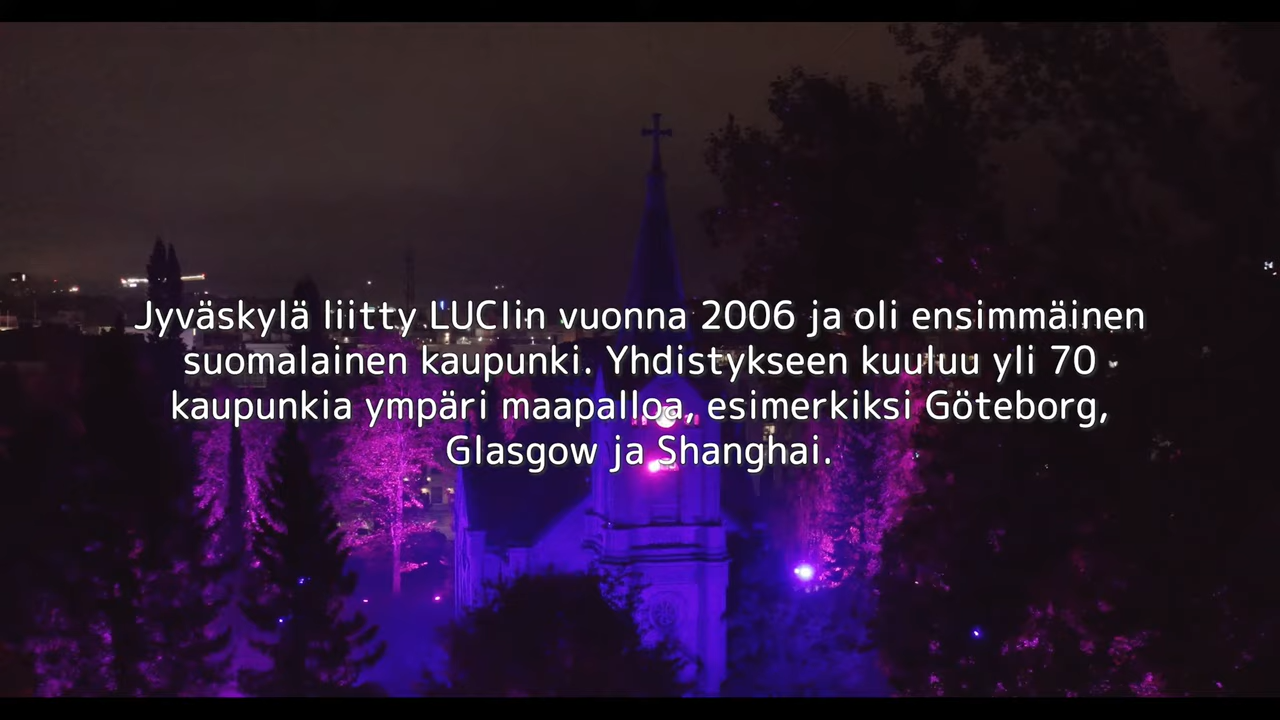 Jyväskylä liitty LUCIin vuonna 2006 ja oli ensimmäinen
suomalainen kaupunki. Yhdistykseen kuuluu yli 70
kaupunkia ympäri maapalloa, esimerkiksi Göteborg,
Glasgow ja Shanghai.